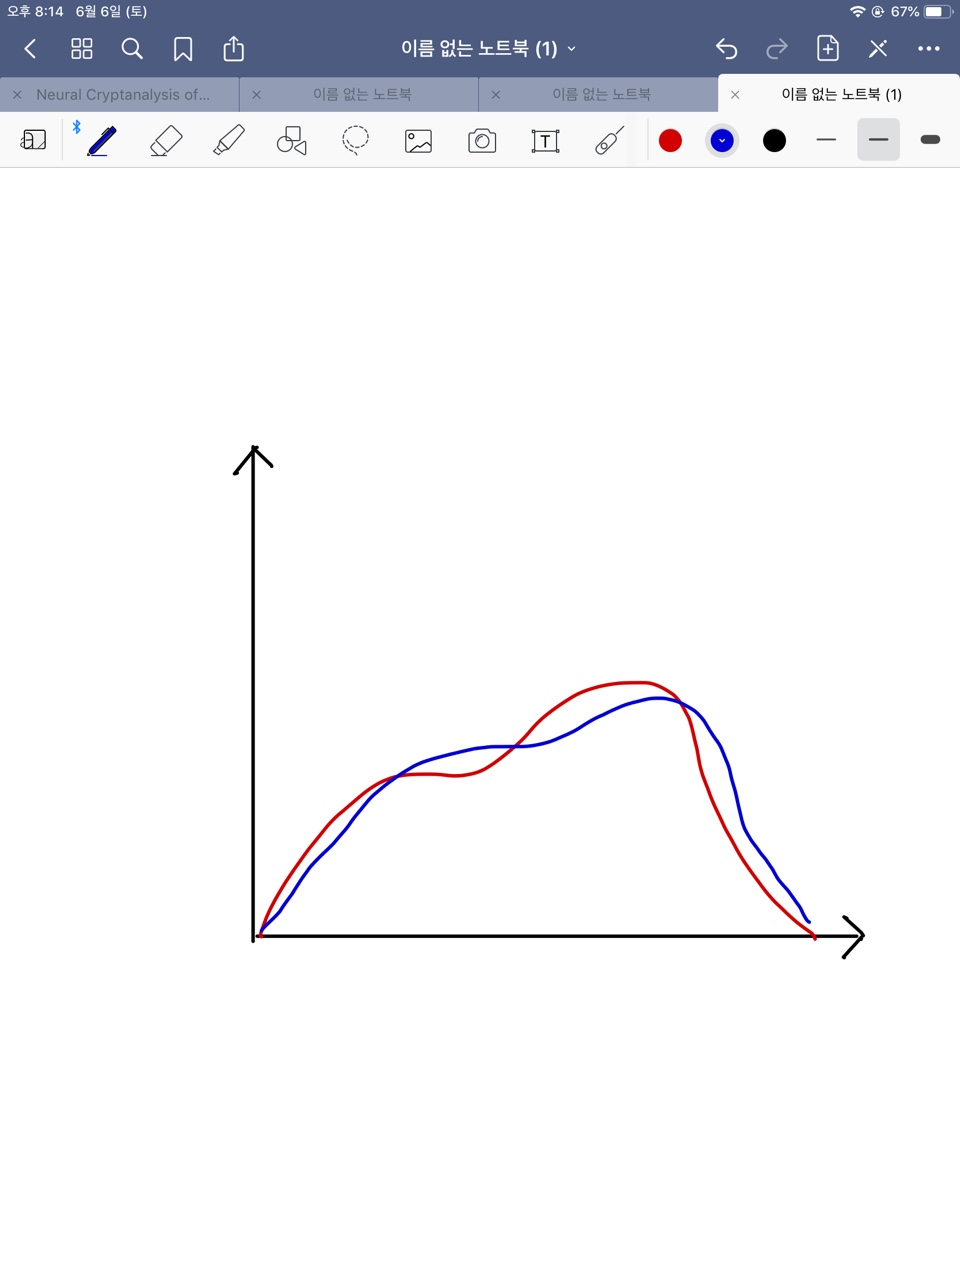 오후 8:14 6월 6일 (토) 67%
이름 없는 노트북 (1)
Neural Cryptanalysis of... 이름 없는 노트북 이름 없는 노트북 이름 없는 노트북 (1)
a T